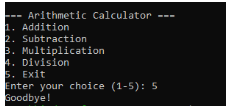 === Arithmetic Calculator ===
1. Addition
2. Subtraction
3. Multiplication
4. Division
5. Exit
Enter your choice (1-5): 5
Goodbye!